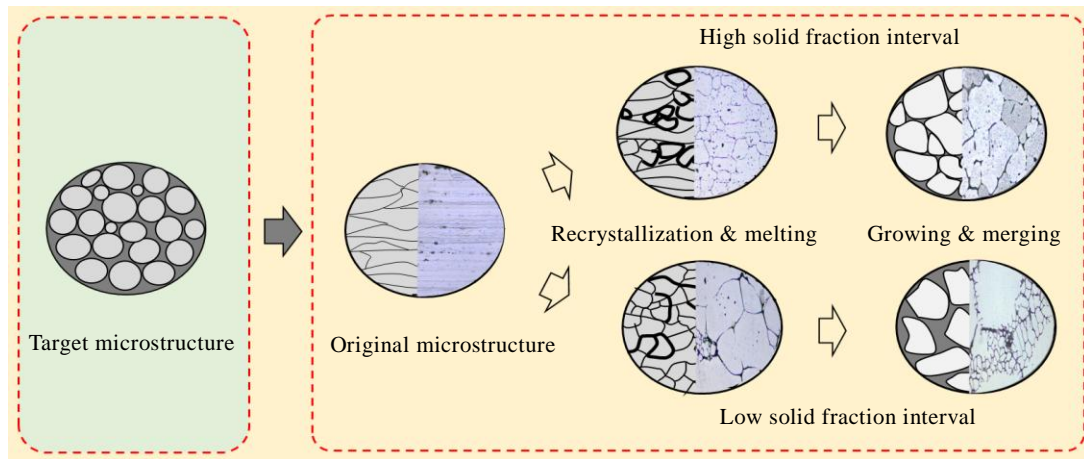 High solid fraction interval
Recrystallization & melting
Growing & merging
Target microstructure
Original microstructure
Low solid fraction interval